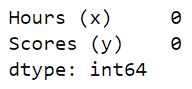 Hours (x)     0
Scores (y)    0
dtype: int64